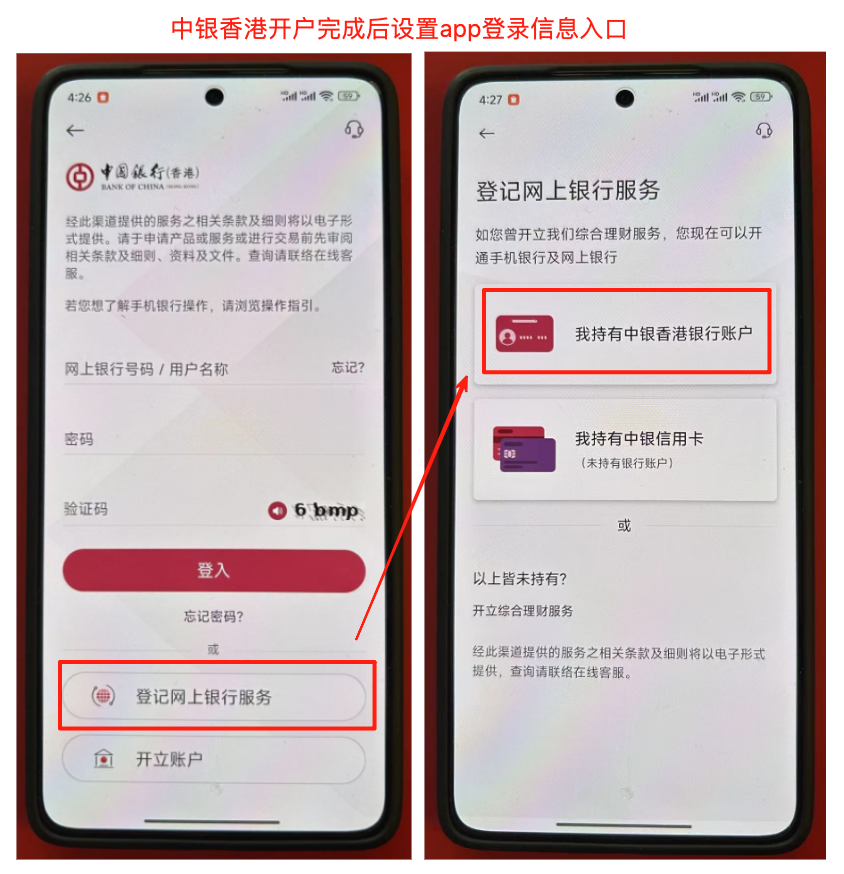 中银香港开户完成后设置app登录信息入口
4:26
59
中国银行(香港)
BANK OF CHINA (HONG KONG)
经此渠道提供的服务之相关条款及细则将以电子形
式提供。请于申请产品或服务或进行交易前先审阅
相关条款及细则、资料及文件。查询请联络在线客
服。
若您想了解手机银行操作，请浏览操作指引。
网上银行号码 / 用户名称
忘记?
密码
验证码
6 bmp
登入
忘记密码?
或
登记网上银行服务
开立账户
4:27
59
登记网上银行服务
如您曾开立我们综合理财服务，您现在可以开
通手机银行及网上银行
我持有中银香港银行账户
我持有中银信用卡
（未持有银行账户）
或
以上皆未持有?
开立综合理财服务
经此渠道提供的服务之相关条款及细则将以电子形式
提供，查询请联络在线客服。